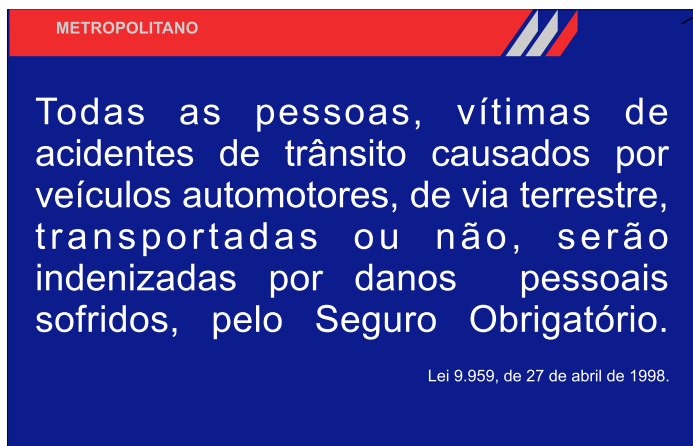 METROPOLITANO
Todas as pessoas, vítimas de
acidentes de trânsito causados por
veículos automotores, de via terrestre,
transportadas ou não, serão
indenizadas por danos pessoais
sofridos, pelo Seguro Obrigatório.
Lei 9.959, de 27 de abril de 1998.